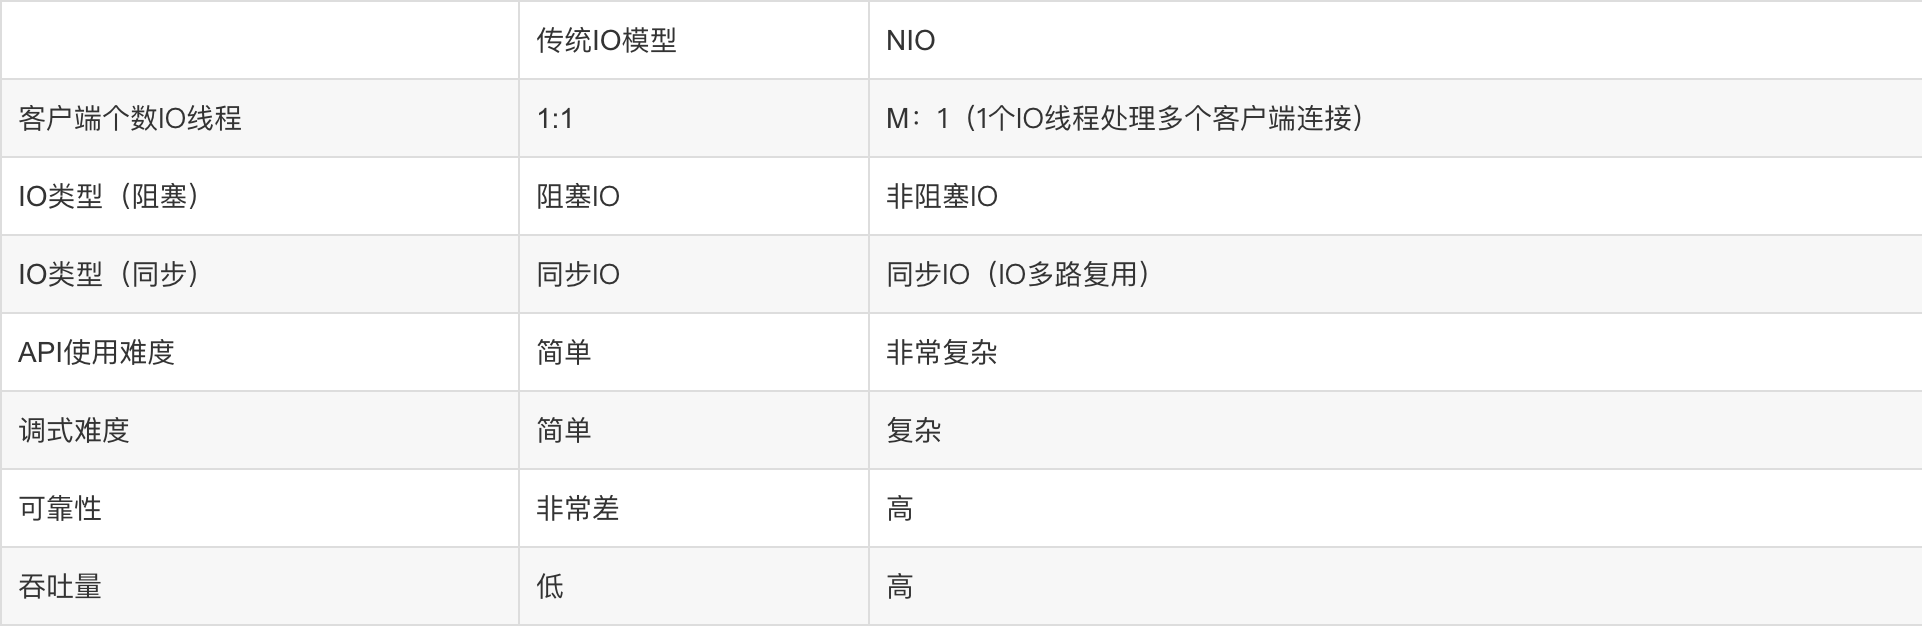 传统IO模型 NIO
客户端个数IO线程 1:1 M：1（1个IO线程处理多个客户端连接）
IO类型（阻塞） 阻塞IO 非阻塞IO
IO类型（同步） 同步IO 同步IO（IO多路复用）
API使用难度 简单 非常复杂
调式难度 简单 复杂
可靠性 非常差 高
吞吐量 低 高